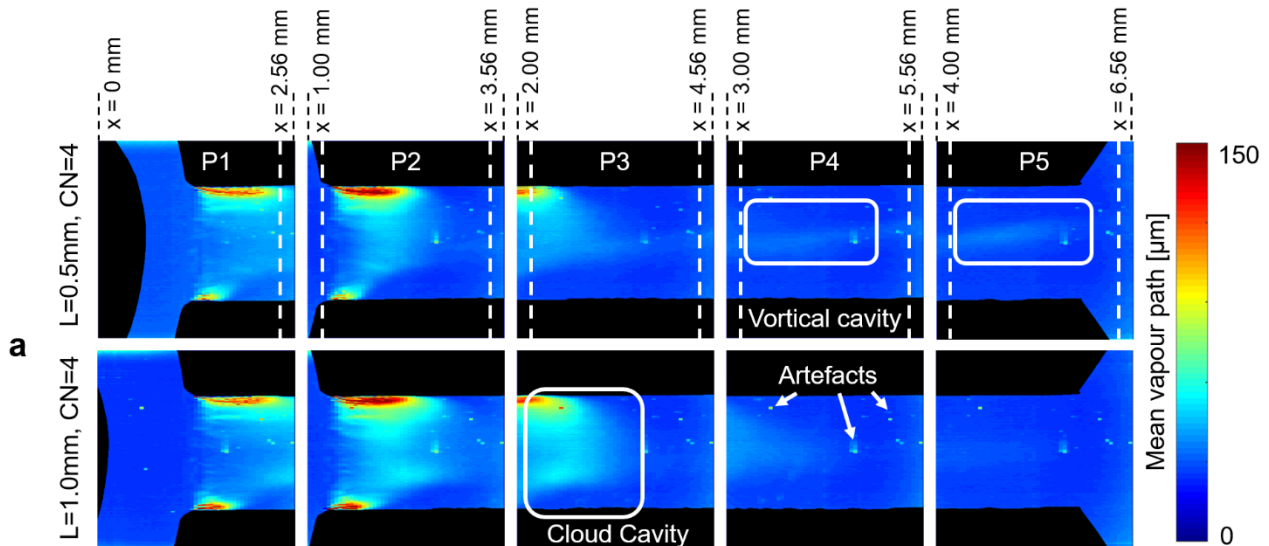 x = 0 mm
x = 2.56 mm
x = 1.00 mm
x = 3.56 mm
x = 2.00 mm
x = 4.56 mm
x = 3.00 mm
x = 5.56 mm
x = 4.00 mm
x = 6.56 mm
L=0.5mm, CN=4
P1
P2
P3
P4
P5
Vortical cavity
150
Mean vapour path [µm]
0
a
L=1.0mm, CN=4
Artefacts
Cloud Cavity